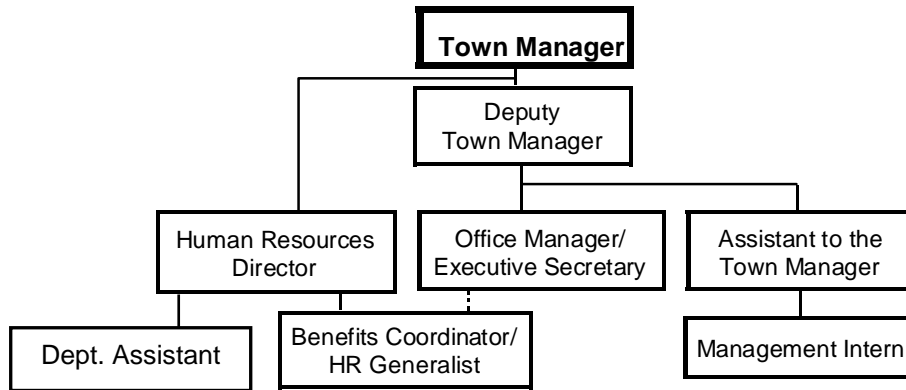 Town Manager
Deputy
Town Manager
Human Resources
Director
Office Manager/
Executive Secretary
Assistant to the
Town Manager
Dept. Assistant
Benefits Coordinator/
HR Generalist
Management Intern